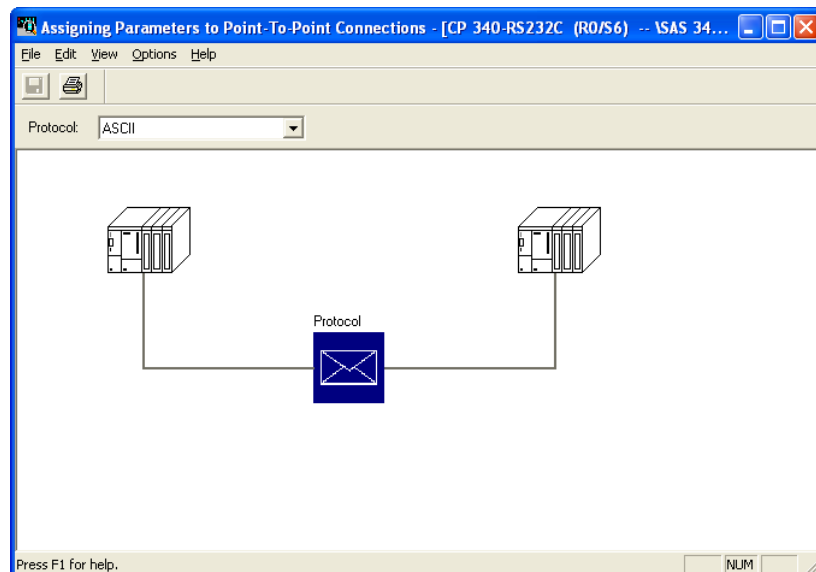 Assigning Parameters to Point-To-Point Connections - [CP 340-RS232C (R0/S6) -- \SAS 34...
File Edit View Options Help
Protocol: ASCII
Protocol
Press F1 for help.
NUM